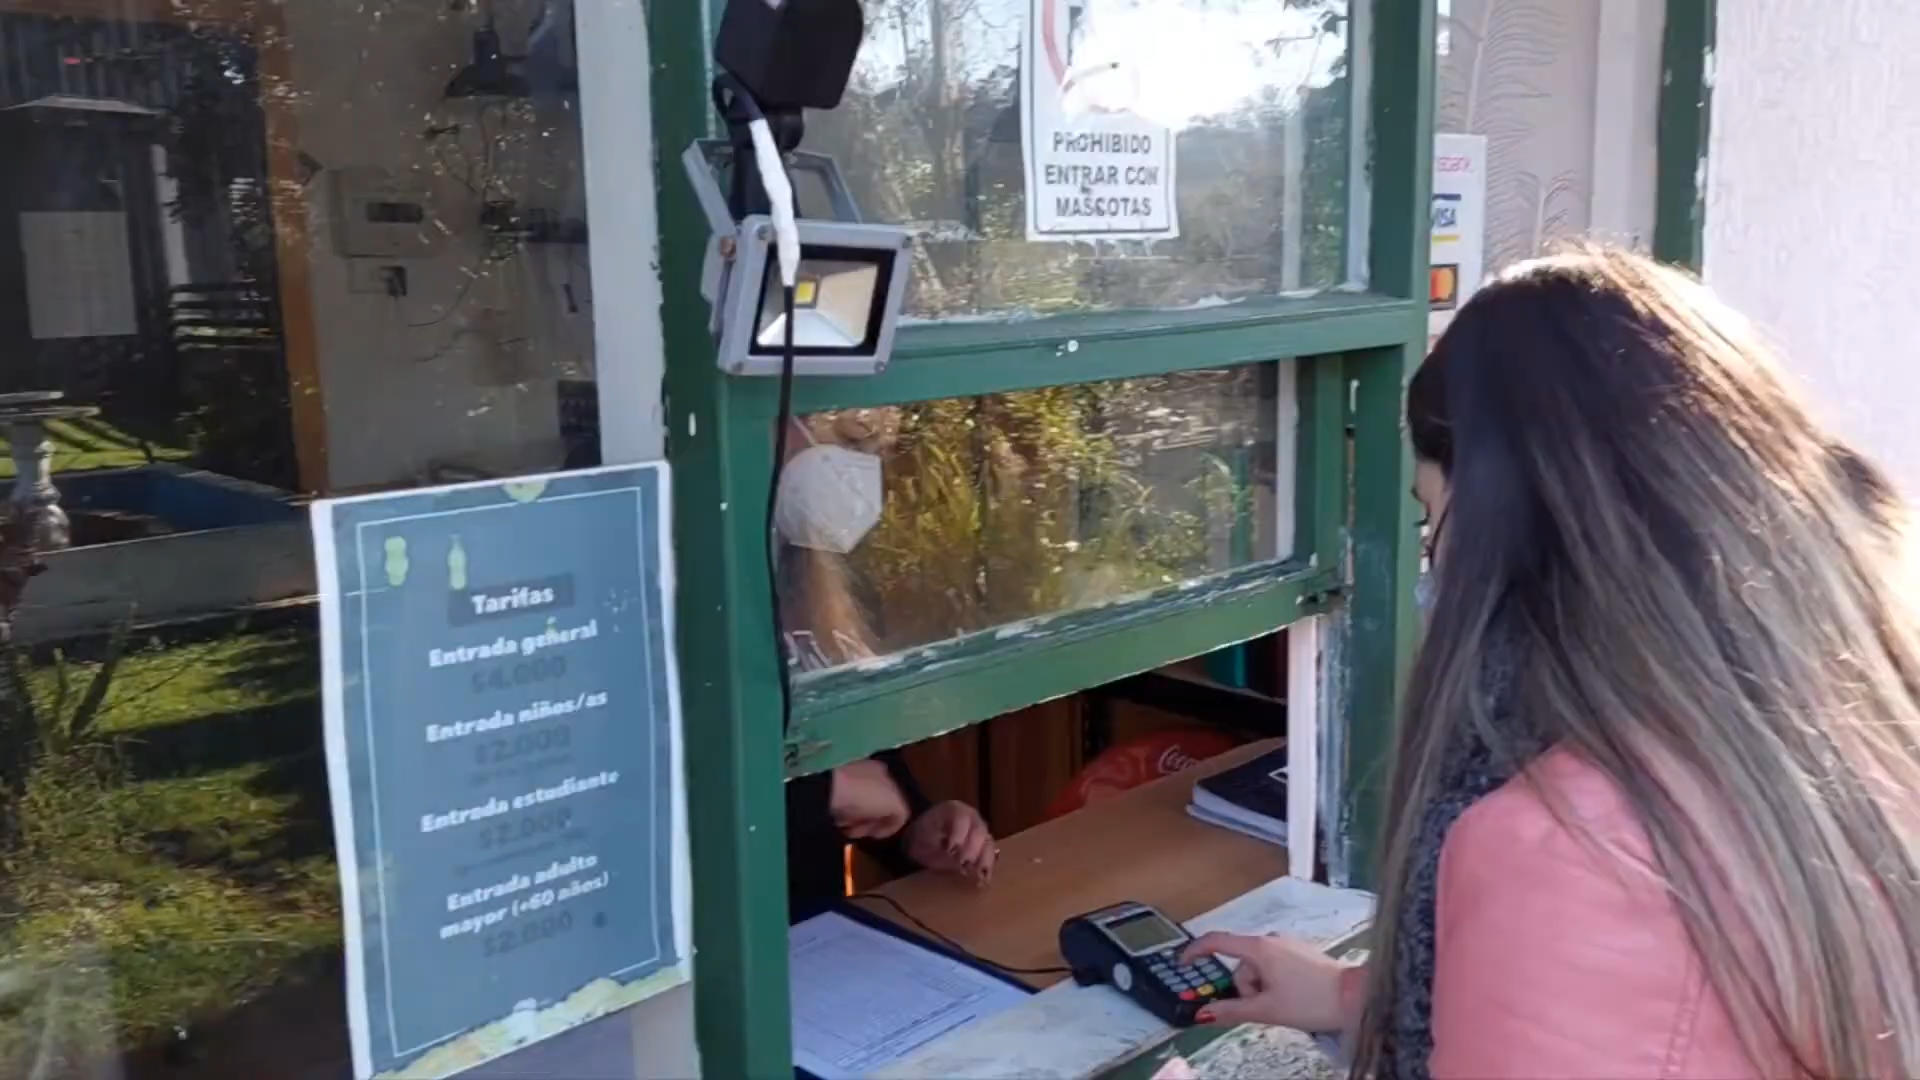 PROHIBIDO
ENTRAR CON
MASCOTAS
VISA
Tarifas
Entrada general
$4.000
Entrada niños/as
$2.000
Entrada estudiante
$2.000
Entrada adulto
mayor (+60 años)
$2.000